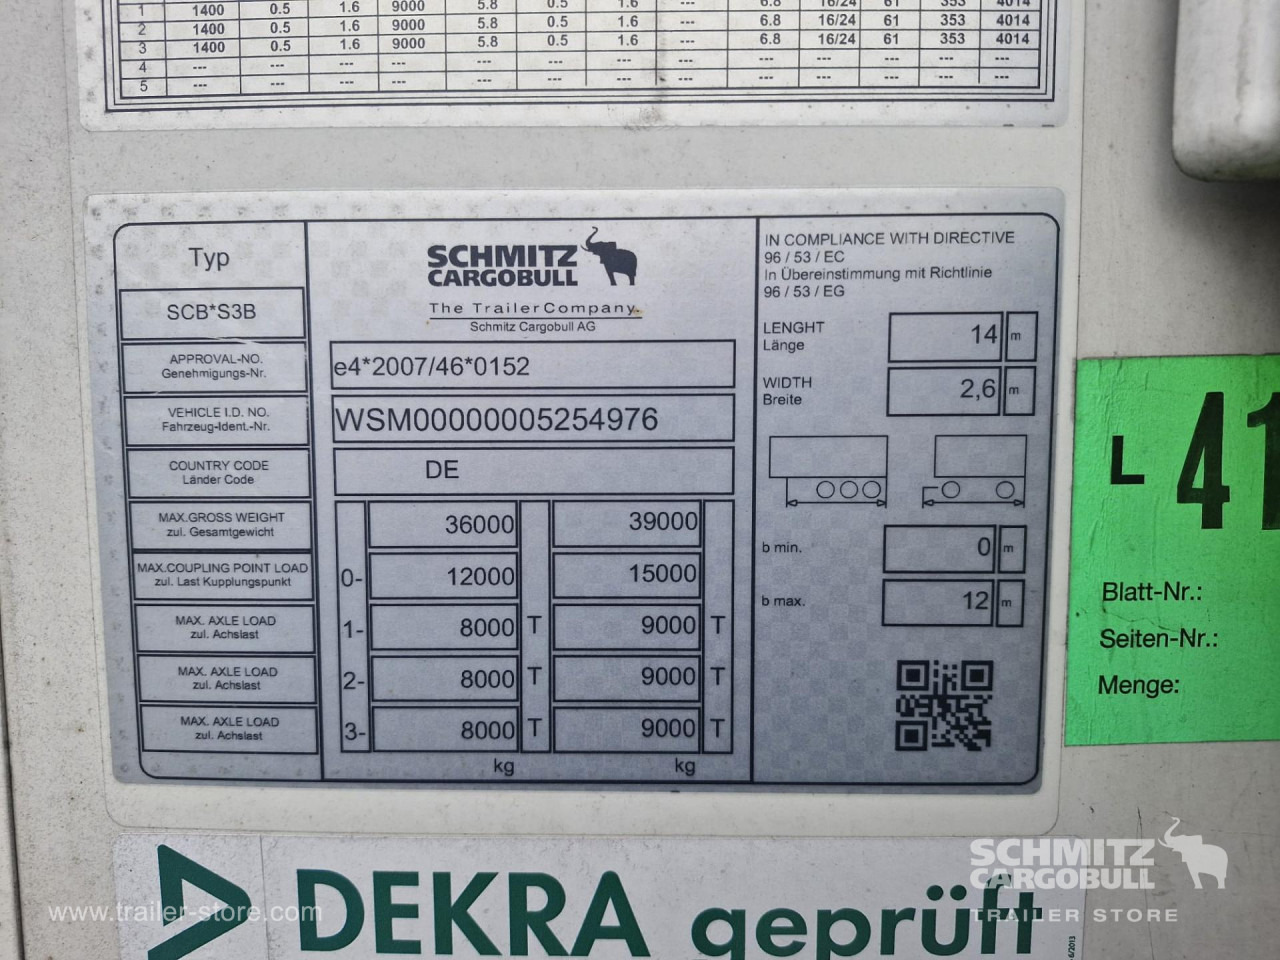 1 1400 0.5 1.6 9000 5.8 0.5 1.6 --- 6.8 16/24 61 353 4014
2 1400 0.5 1.6 9000 5.8 0.5 1.6 --- 6.8 16/24 61 353 4014
3 1400 0.5 1.6 9000 5.8 0.5 1.6 --- 6.8 16/24 61 353 4014
4 --- --- --- --- --- --- --- --- --- --- --- --- ---
5 --- --- --- --- --- --- --- --- --- --- --- --- ---
Typ
SCB*S3B
SCHMITZ
CARGOBULL
The Trailer Company.
Schmitz Cargobull AG
APPROVAL-NO.
Genehmigungs-Nr.
e4*2007/46*0152
VEHICLE I.D. NO.
Fahrzeug-Ident.-Nr.
WSM00000005254976
COUNTRY CODE
Länder Code
DE
MAX.GROSS WEIGHT
zul. Gesamtgewicht
36000 39000
MAX.COUPLING POINT LOAD
zul. Last Kupplungspunkt
0- 12000 15000
MAX. AXLE LOAD
zul. Achslast
1- 8000 T 9000 T
MAX. AXLE LOAD
zul. Achslast
2- 8000 T 9000 T
MAX. AXLE LOAD
zul. Achslast
3- 8000 T 9000 T
kg kg
IN COMPLIANCE WITH DIRECTIVE
96 / 53 / EC
In Übereinstimmung mit Richtlinie
96 / 53 / EG
LENGHT
Länge
14 m
WIDTH
Breite
2,6 m
b min. 0 m
b max. 12 m
L 41
Blatt-Nr.:
Seiten-Nr.:
Menge:
DEKRA geprüft
6/2013
www.trailer-store.com
SCHMITZ
CARGOBULL
TRAILER STORE